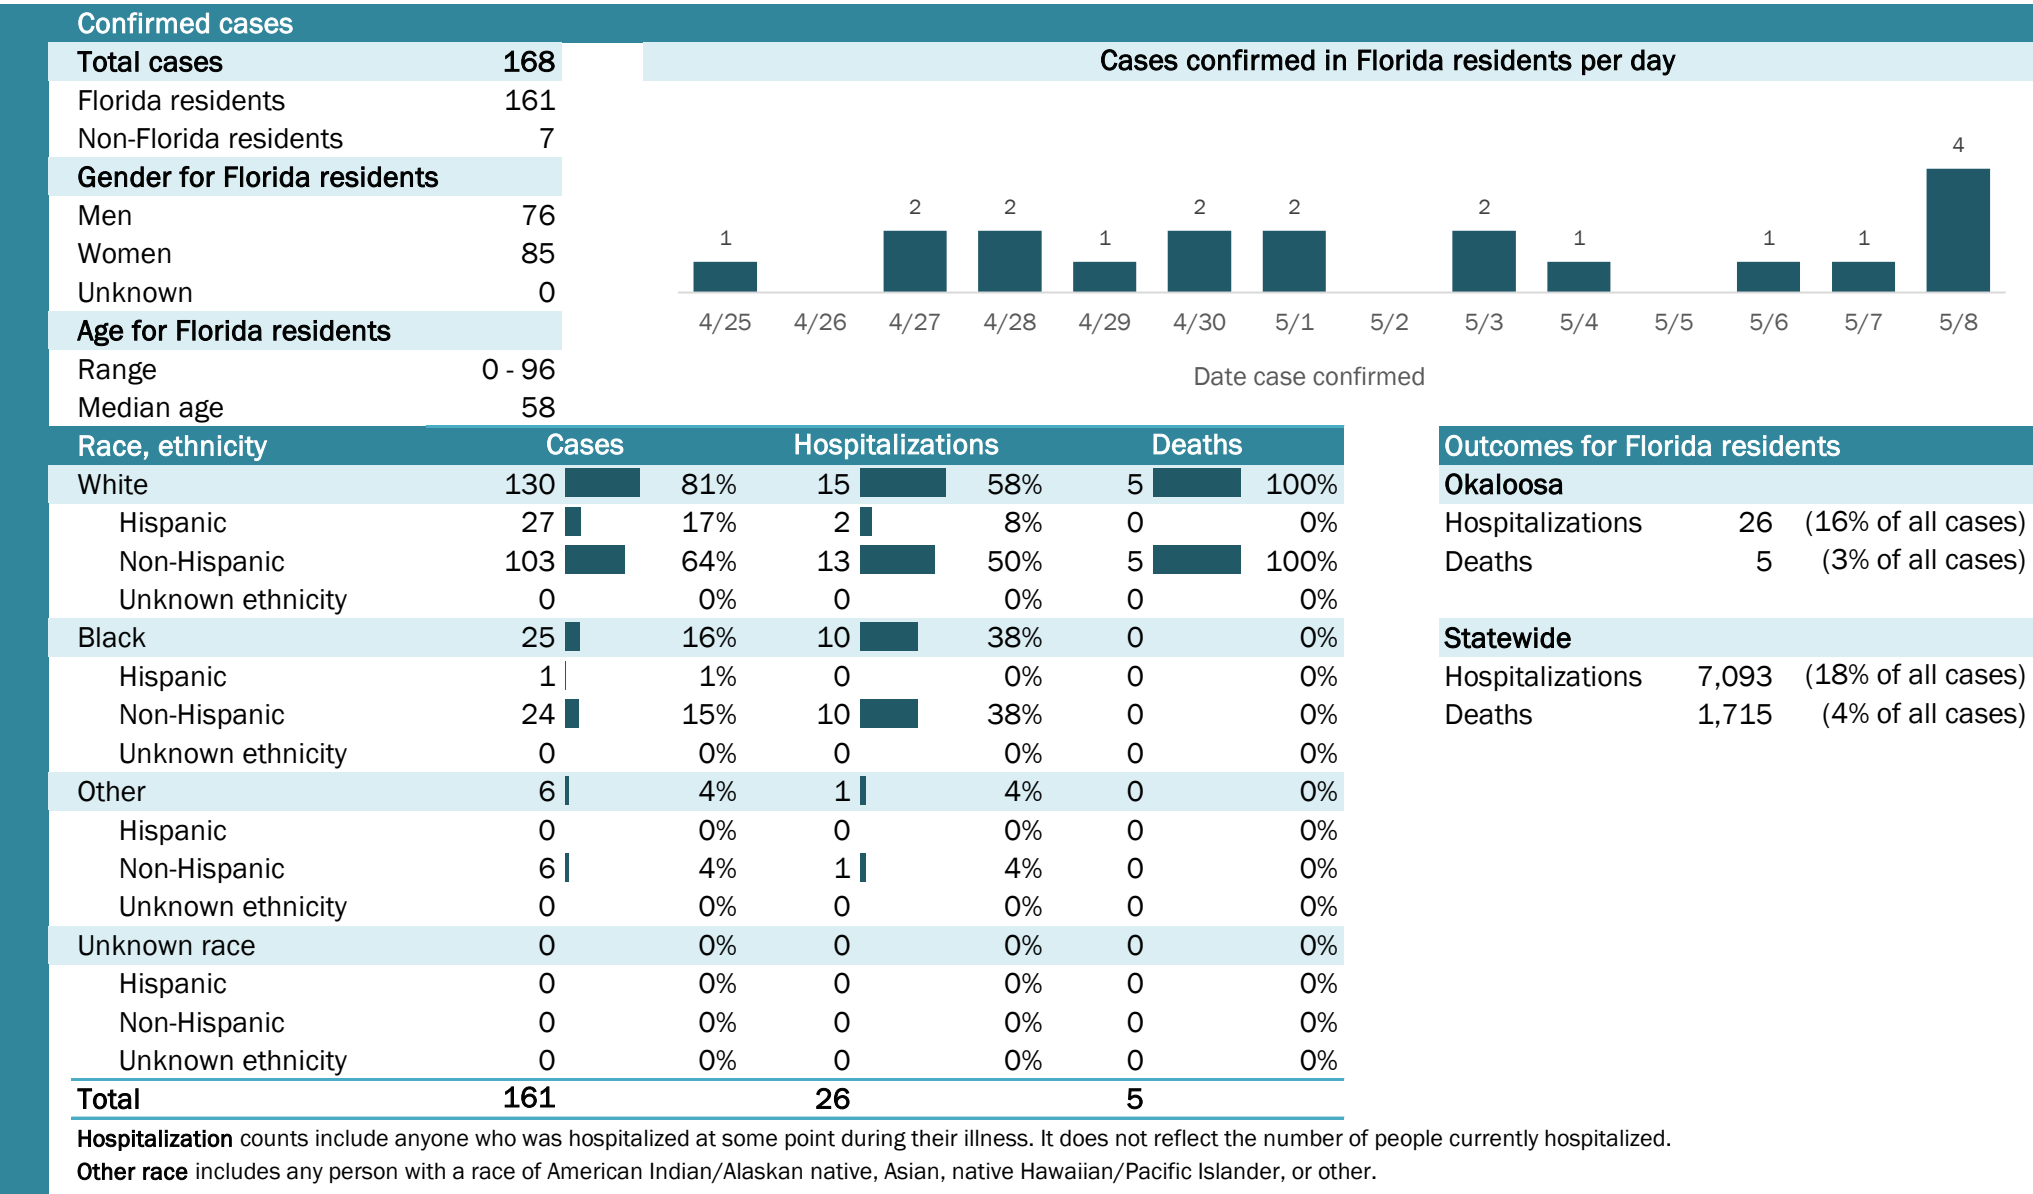 Confirmed cases
Total cases 168
Florida residents 161
Non-Florida residents 7
Gender for Florida residents
Men 76
Women 85
Unknown 0
Age for Florida residents
Range 0 - 96
Median age 58
Cases confirmed in Florida residents per day
1 2 2 1 2 2 2 1 1 1 4
4/25 4/26 4/27 4/28 4/29 4/30 5/1 5/2 5/3 5/4 5/5 5/6 5/7 5/8
Date case confirmed
Race, ethnicity Cases Hospitalizations Deaths
White 130 81% 15 58% 5 100%
Hispanic 27 17% 2 8% 0 0%
Non-Hispanic 103 64% 13 50% 5 100%
Unknown ethnicity 0 0% 0 0% 0 0%
Black 25 16% 10 38% 0 0%
Hispanic 1 1% 0 0% 0 0%
Non-Hispanic 24 15% 10 38% 0 0%
Unknown ethnicity 0 0% 0 0% 0 0%
Other 6 4% 1 4% 0 0%
Hispanic 0 0% 0 0% 0 0%
Non-Hispanic 6 4% 1 4% 0 0%
Unknown ethnicity 0 0% 0 0% 0 0%
Unknown race 0 0% 0 0% 0 0%
Hispanic 0 0% 0 0% 0 0%
Non-Hispanic 0 0% 0 0% 0 0%
Unknown ethnicity 0 0% 0 0% 0 0%
Total 161 26 5
Outcomes for Florida residents
Okaloosa
Hospitalizations 26 (16% of all cases)
Deaths 5 (3% of all cases)
Statewide
Hospitalizations 7,093 (18% of all cases)
Deaths 1,715 (4% of all cases)
Hospitalization counts include anyone who was hospitalized at some point during their illness. It does not reflect the number of people currently hospitalized.
Other race includes any person with a race of American Indian/Alaskan native, Asian, native Hawaiian/Pacific Islander, or other.